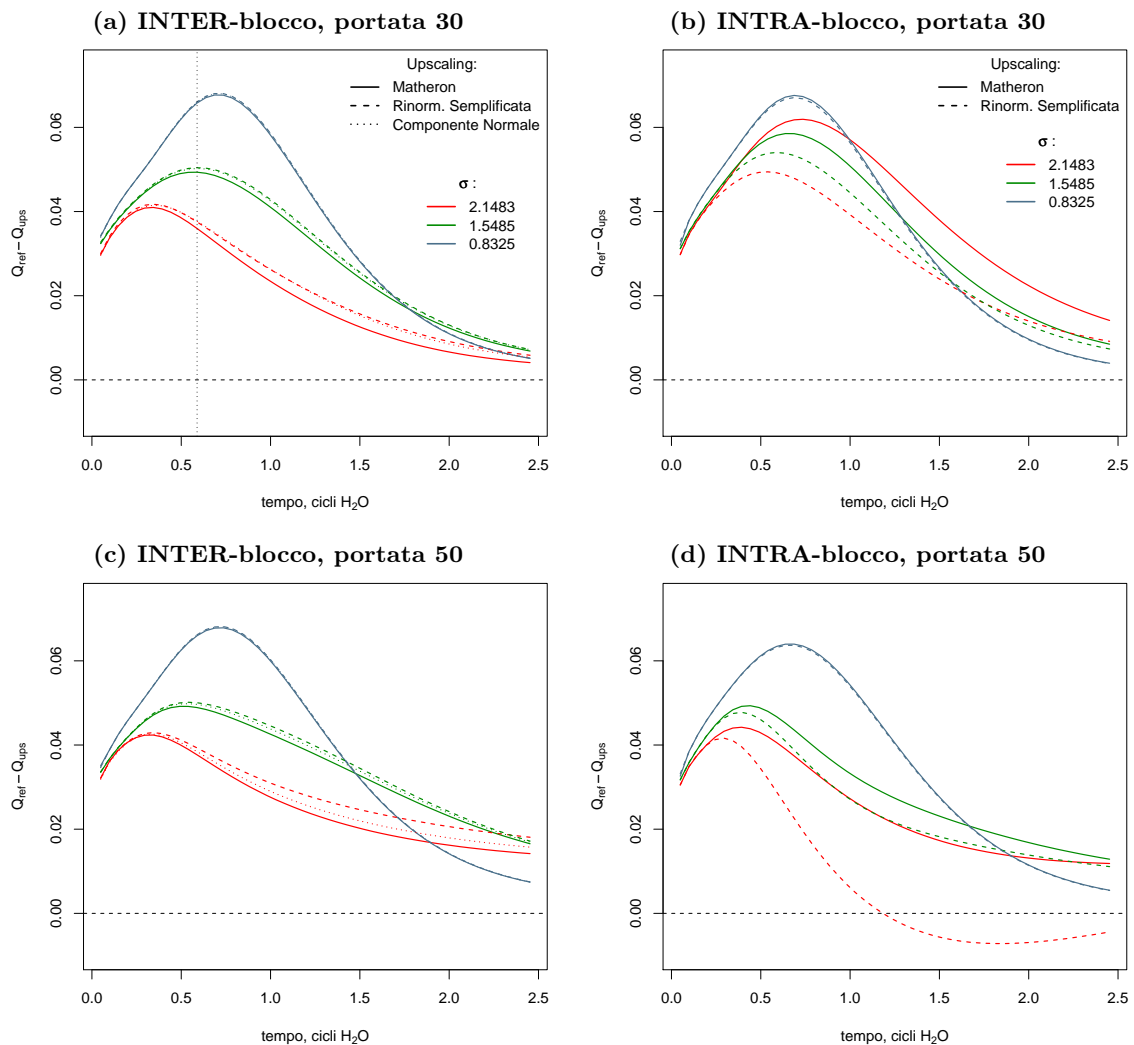 (a) INTER-blocco, portata 30
Upscaling:
Matheron
Rinorm. Semplificata
Componente Normale
σ :
2.1483
1.5485
0.8325
Qref − Qups
0.00
0.02
0.04
0.06
0.0
0.5
1.0
1.5
2.0
2.5
tempo, cicli H2O
(b) INTRA-blocco, portata 30
Upscaling:
Matheron
Rinorm. Semplificata
σ :
2.1483
1.5485
0.8325
Qref − Qups
0.00
0.02
0.04
0.06
0.0
0.5
1.0
1.5
2.0
2.5
tempo, cicli H2O
(c) INTER-blocco, portata 50
Qref − Qups
0.00
0.02
0.04
0.06
0.0
0.5
1.0
1.5
2.0
2.5
tempo, cicli H2O
(d) INTRA-blocco, portata 50
Qref − Qups
0.00
0.02
0.04
0.06
0.0
0.5
1.0
1.5
2.0
2.5
tempo, cicli H2O